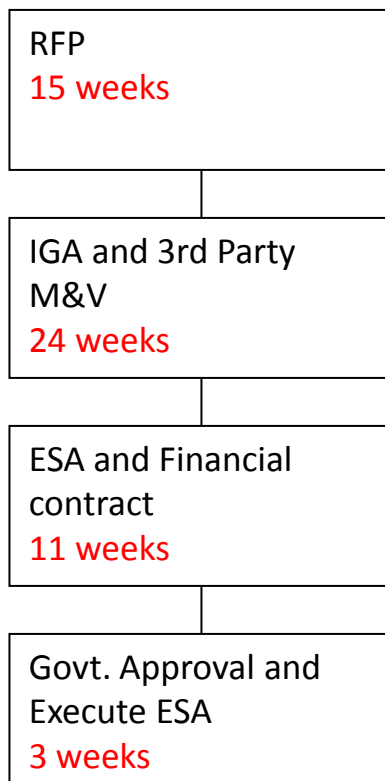 RFP
15 weeks
IGA and 3rd Party
M&V
24 weeks
ESA and Financial
contract
11 weeks
Govt. Approval and
Execute ESA
3 weeks